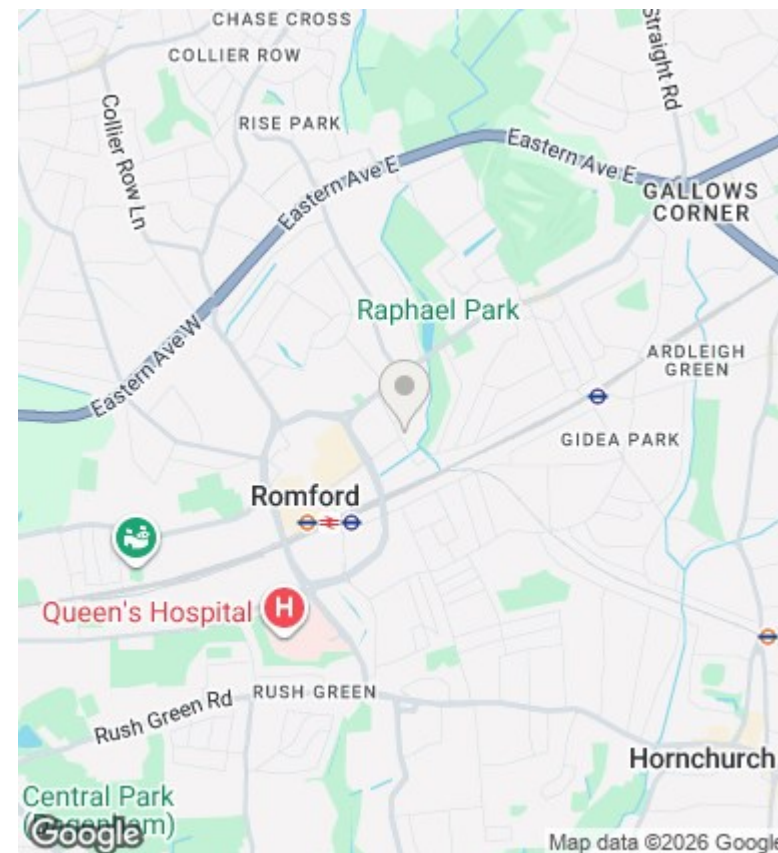 CHASE CROSS
COLLIER ROW
Straight Rd
Collier Row Ln
RISE PARK
Eastern Ave E
Eastern Ave E
GALLOWS
CORNER
Raphael Park
Eastern Ave W
ARDLEIGH
GREEN
GIDEA PARK
Romford
Queen's Hospital
H
RUSH GREEN
Rush Green Rd
Hornchurch
Central Park
Google
Map data ©2026 Google